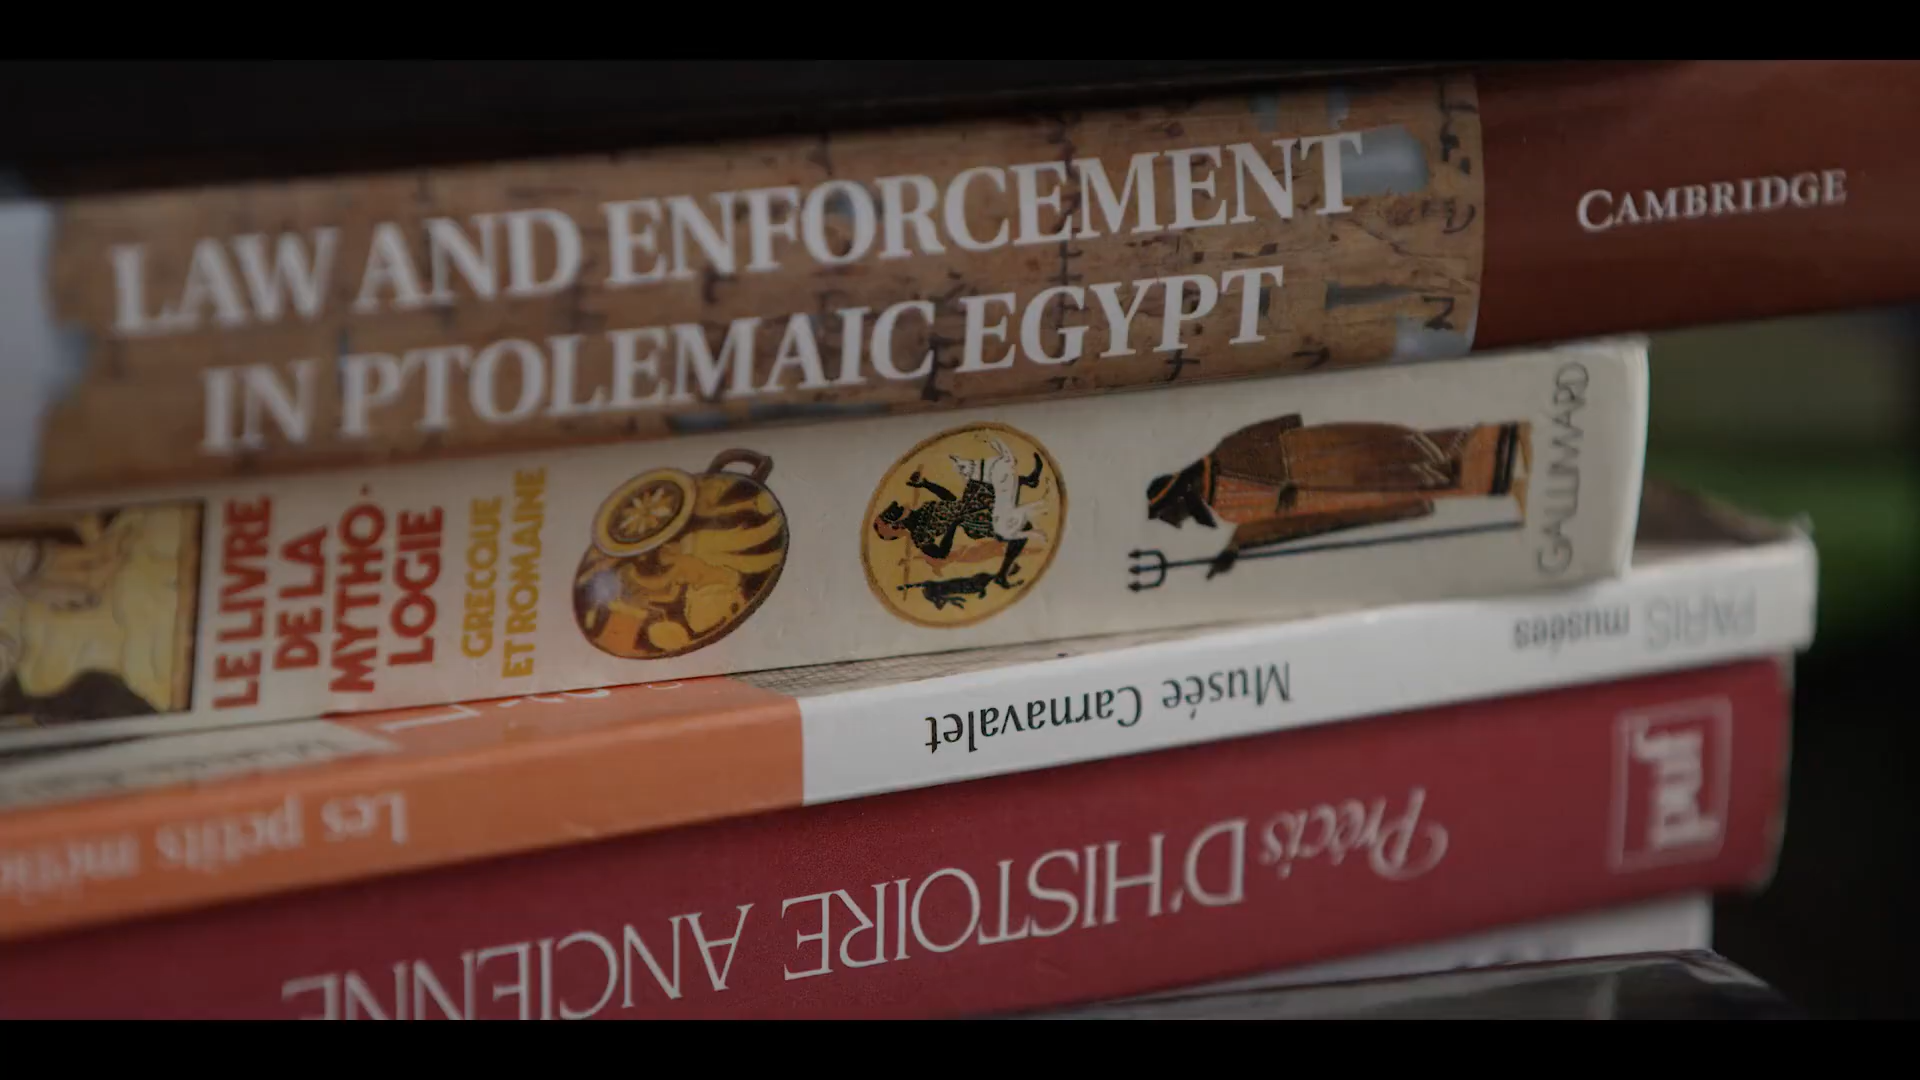 LAW AND ENFORCEMENT
IN PTOLEMAIC EGYPT
CAMBRIDGE
LE LIVRE
DE LA
MYTHO-
LOGIE
GRECQUE
ET ROMAINE
GALLIMARD
Les petits
Musée Carnavalet
PARIS musées
Précis D'HISTOIRE ANCIENNE
puf